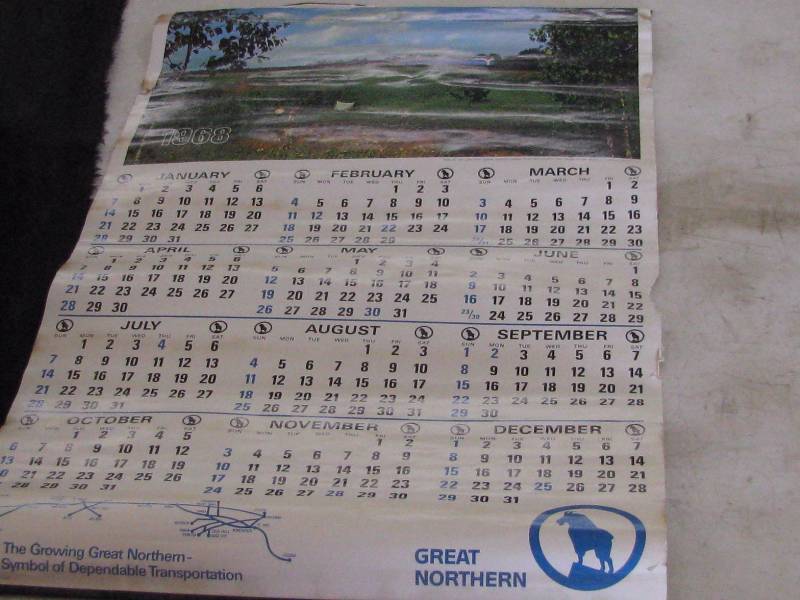 1968
JANUARY FEBRUARY MARCH
SUN MON TUE WED THU FRI SAT
1 2 3 4 5 6 1 2 3 1 2
7 8 9 10 11 12 13 4 5 6 7 8 9 10 3 4 5 6 7 8 9
14 15 16 17 18 19 20 11 12 13 14 15 16 17 10 11 12 13 14 15 16
21 22 23 24 25 26 27 18 19 20 21 22 23 24 17 18 19 20 21 22 23
28 29 30 31 25 26 27 28 29 25 26 27 28 29 30
APRIL MAY JUNE
1 2 3 4 5 6 1 2 3 4 1
7 8 9 10 11 12 13 5 6 7 8 9 10 11 2 3 4 5 6 7 8
14 15 16 17 18 19 20 12 13 14 15 16 17 18 9 10 11 12 13 14 15
21 22 23 24 25 26 27 19 20 21 22 23 24 25 16 17 18 19 20 21 22
28 29 30 26 27 28 29 30 31 23/30 24 25 26 27 28 29
JULY AUGUST SEPTEMBER
SUN MON TUE WED THU FRI SAT
1 2 3 4 5 6 1 2 3 1 2 3 4 5 6 7
7 8 9 10 11 12 13 4 5 6 7 8 9 10 8 9 10 11 12 13 14
14 15 16 17 18 19 20 11 12 13 14 15 16 17 15 16 17 18 19 20 21
21 22 23 24 25 26 27 18 19 20 21 22 23 24 22 23 24 25 26 27 28
28 29 30 31 25 26 27 28 29 30 31 29 30
OCTOBER NOVEMBER DECEMBER
1 2 3 4 5 1 2 1 2 3 4 5 6 7
6 7 8 9 10 11 12 3 4 5 6 7 8 9 8 9 10 11 12 13 14
13 14 15 16 17 18 19 10 11 12 13 14 15 16 15 16 17 18 19 20 21
20 21 22 23 24 25 26 17 18 19 20 21 22 23 22 23 24 25 26 27 28
28 29 30 31 24 25 26 27 28 29 30 29 30 31
The Growing Great Northern-
Symbol of Dependable Transportation
GREAT
NORTHERN